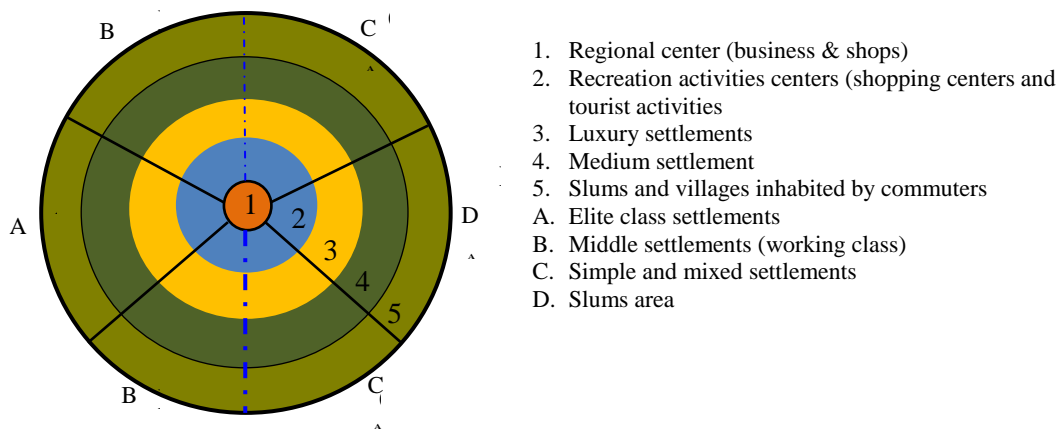 B
C
A
D
1
2
3
4
5
B
C
1. Regional center (business & shops)
2. Recreation activities centers (shopping centers and
tourist activities
3. Luxury settlements
4. Medium settlement
5. Slums and villages inhabited by commuters
A. Elite class settlements
B. Middle settlements (working class)
C. Simple and mixed settlements
D. Slums area